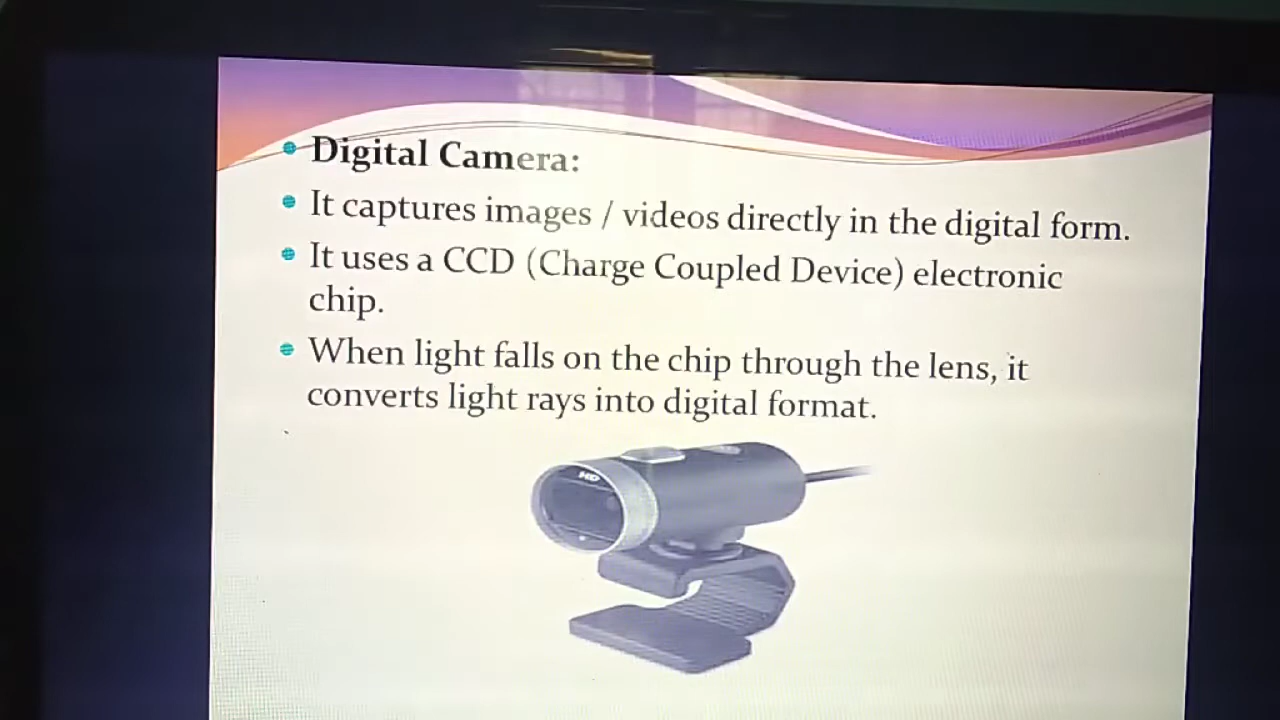 Digital Camera:
It captures images / videos directly in the digital form.
It uses a CCD (Charge Coupled Device) electronic
chip.
When light falls on the chip through the lens, it
converts light rays into digital format.
HD